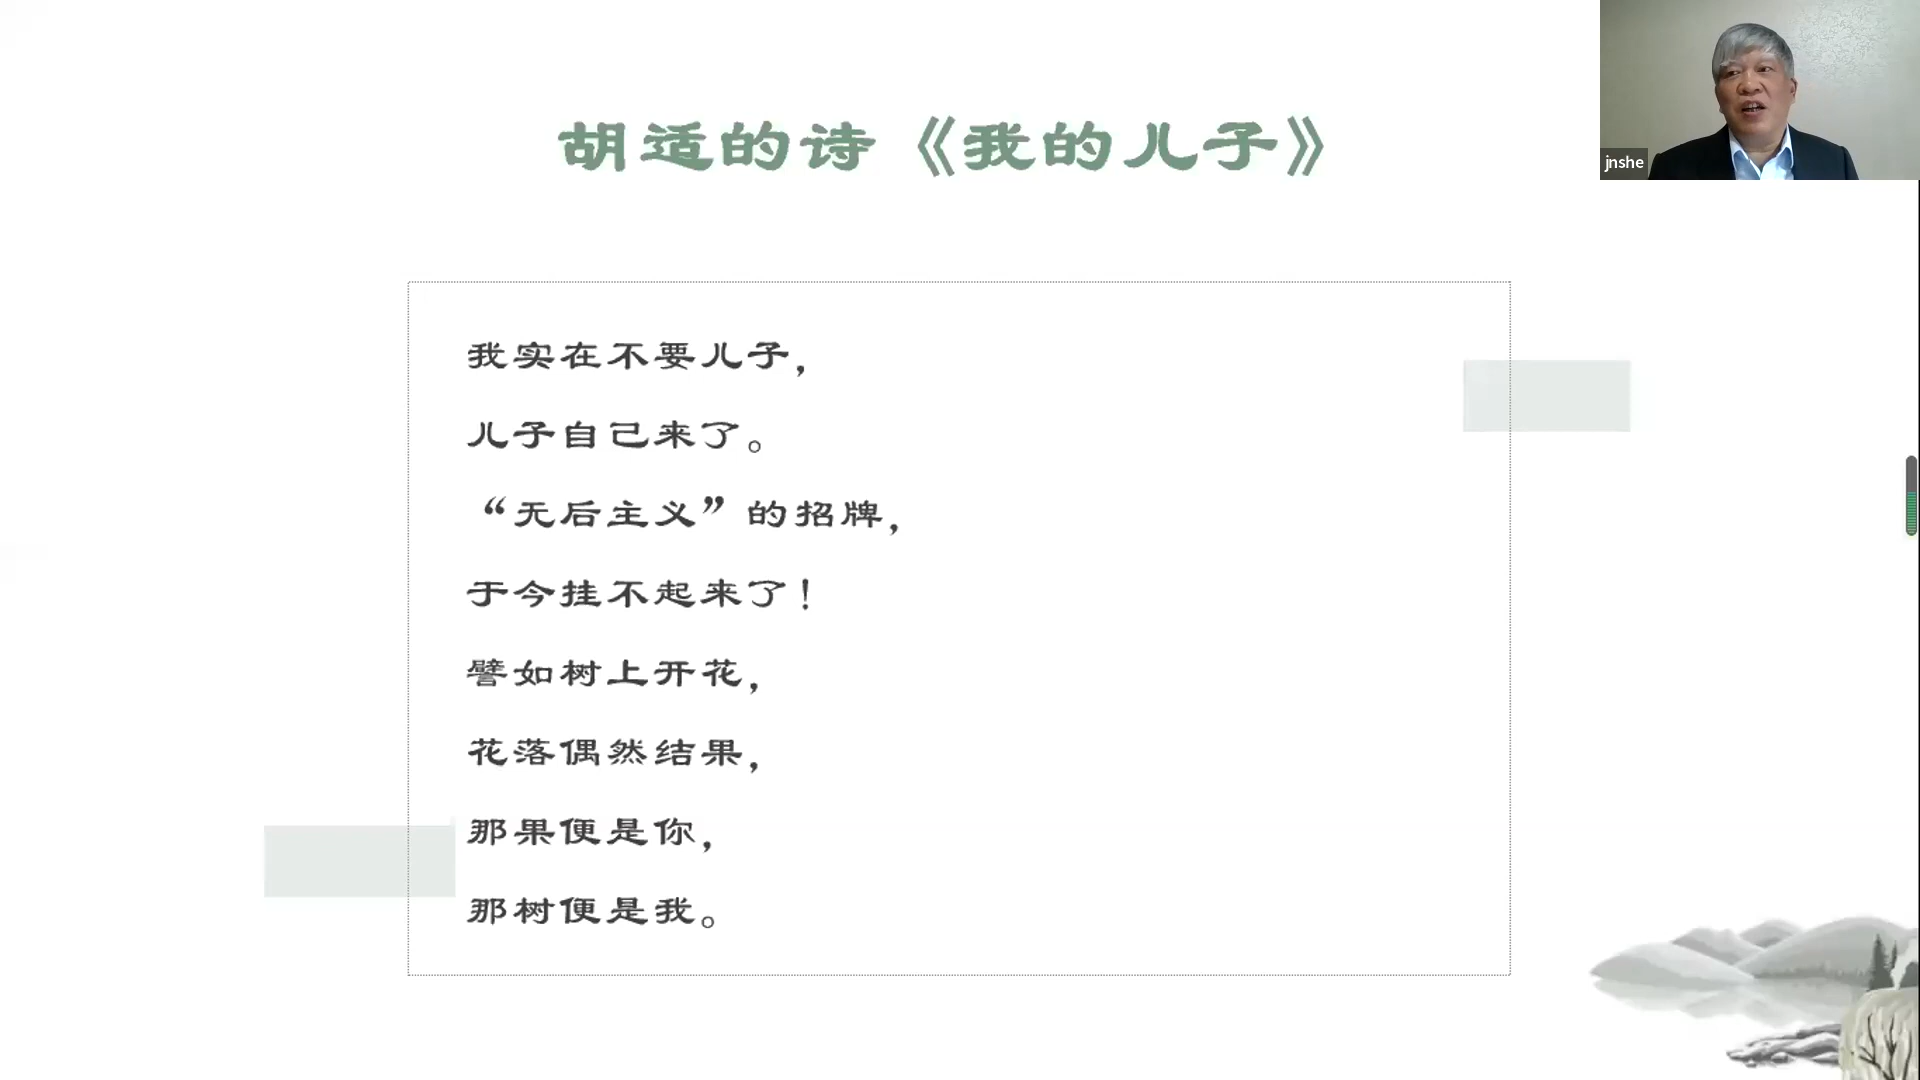 胡适的诗《我的儿子》
jnshe
我实在不要儿子，
儿子自己来了。
“无后主义”的招牌，
于今挂不起来了！
譬如树上开花，
花落偶然结果，
那果便是你，
那树便是我。